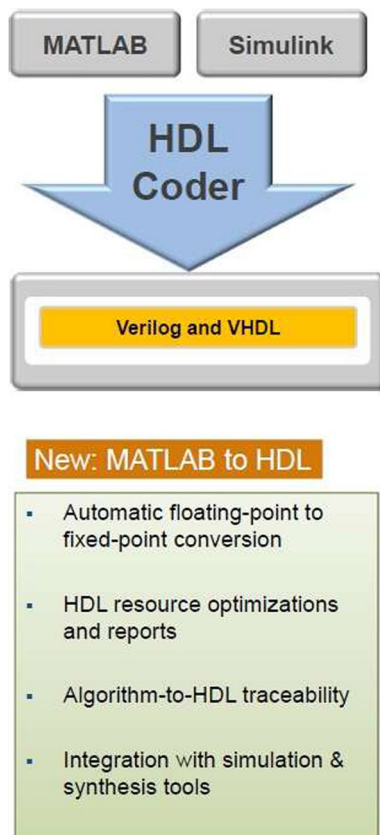 MATLAB
Simulink
HDL
Coder
Verilog and VHDL
New: MATLAB to HDL
▪ Automatic floating-point to
fixed-point conversion
▪ HDL resource optimizations
and reports
▪ Algorithm-to-HDL traceability
▪ Integration with simulation &
synthesis tools